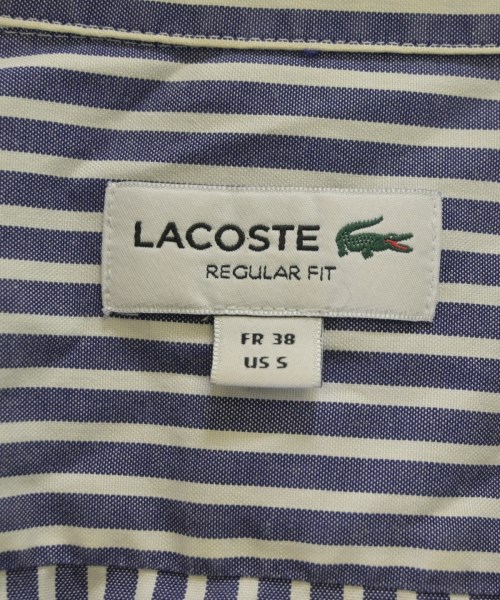 LACOSTE
REGULAR FIT
FR 38
US S